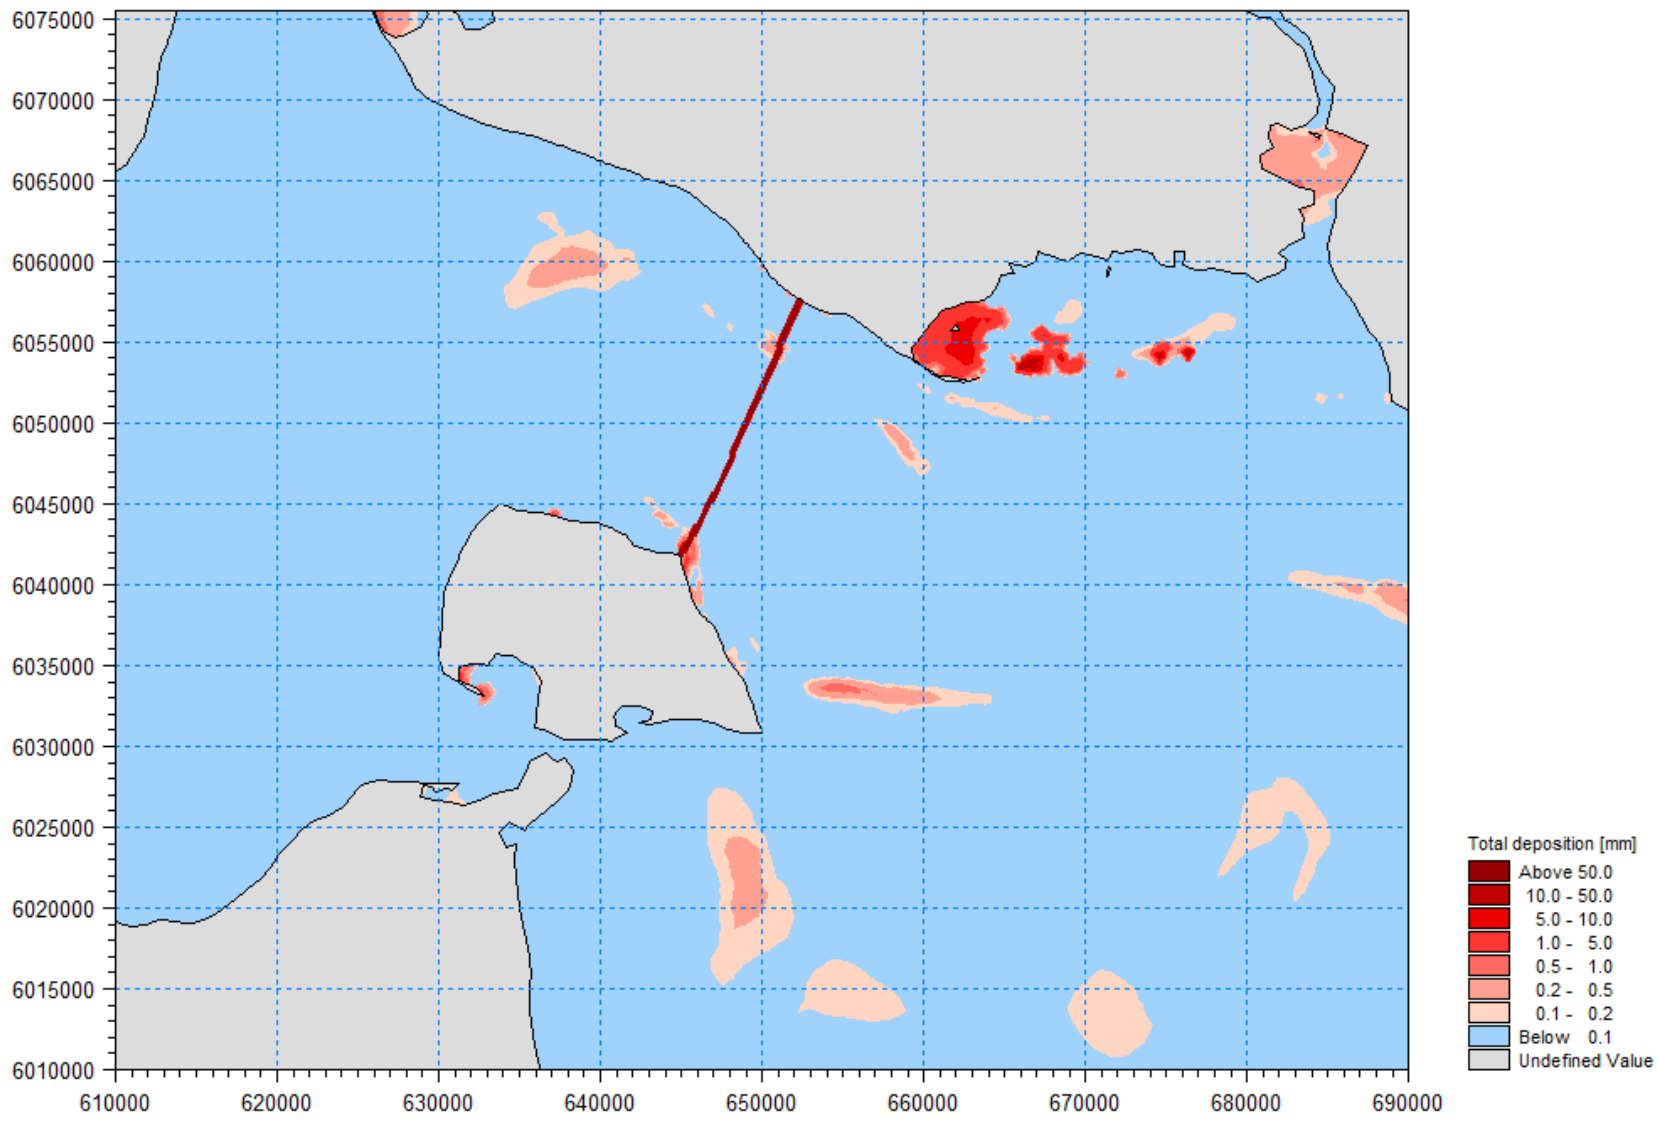 6075000
6070000
6065000
6060000
6055000
6050000
6045000
6040000
6035000
6030000
6025000
6020000
6015000
6010000
610000 620000 630000 640000 650000 660000 670000 680000 690000
Total deposition [mm]
Above 50.0
10.0 - 50.0
5.0 - 10.0
1.0 - 5.0
0.5 - 1.0
0.2 - 0.5
0.1 - 0.2
Below 0.1
Undefined Value